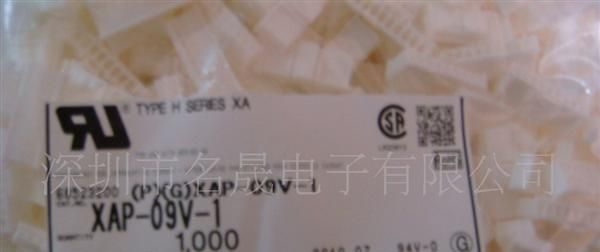 TYPE H SERIES XA
深圳市名晟电子有限公司
(P)(G)XAP-09V-1
XAP-09V-1
QUANTITY
1,000
94V-0 G